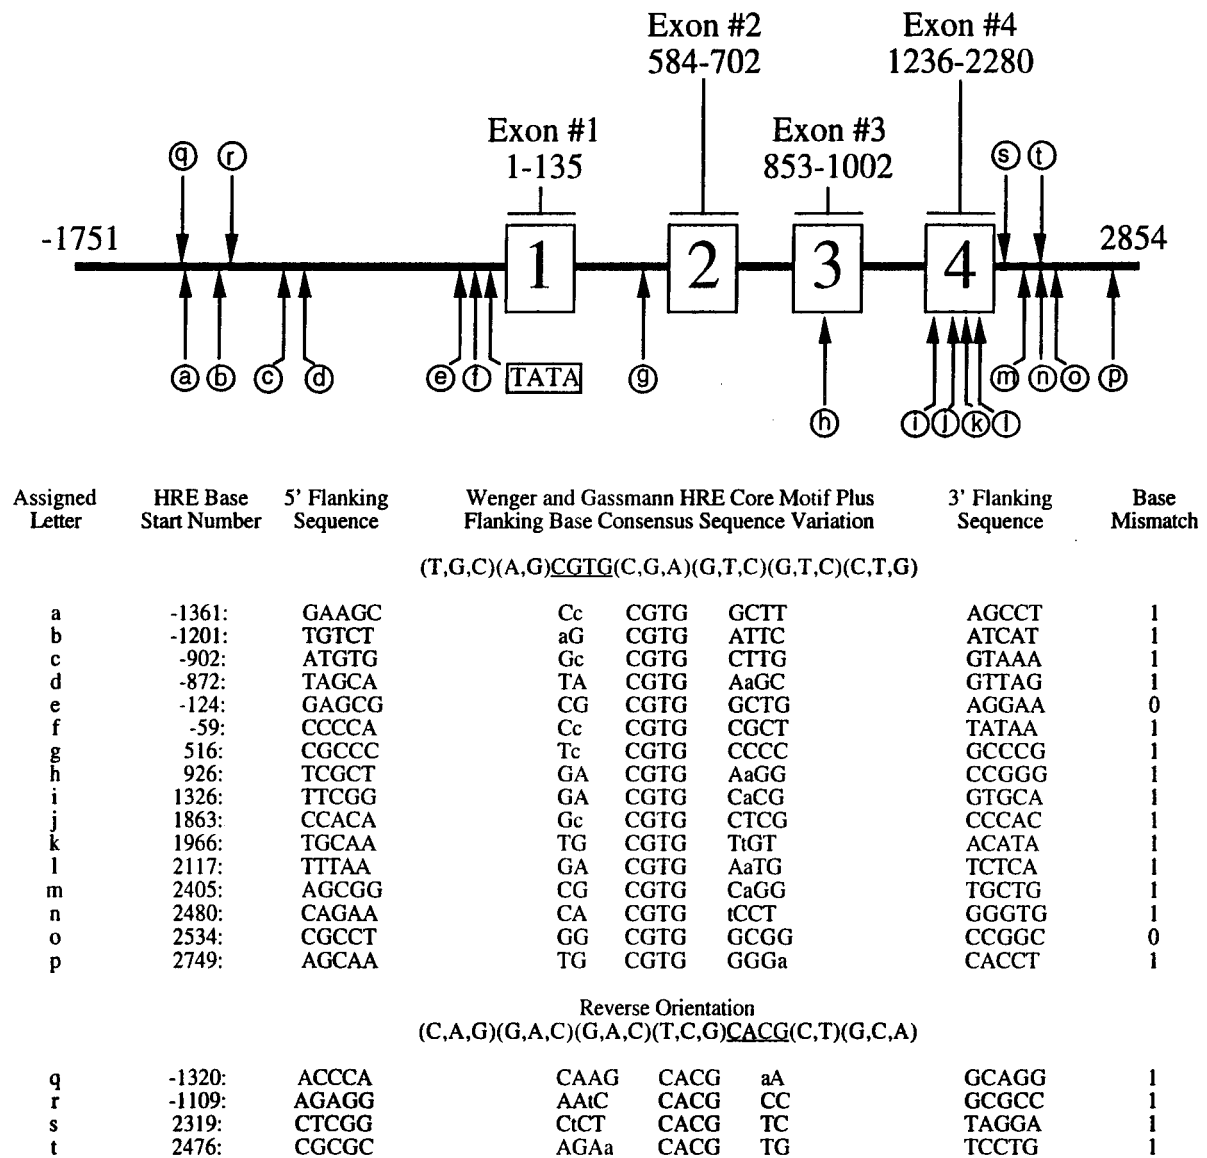 Exon #2 Exon #4
584-702 1236-2280
Exon #1 Exon #3
1-135 853-1002
q r s t
-1751 1 2 3 4 2854
a b c d e f TATA g m n o p
h i j k l
Assigned HRE Base 5' Flanking Wenger and Gassmann HRE Core Motif Plus 3' Flanking Base
Letter Start Number Sequence Flanking Base Consensus Sequence Variation Sequence Mismatch
(T,G,C)(A,G)CGTG(C,G,A)(G,T,C)(G,T,C)(C,T,G)
a -1361: GAAGC Cc CGTG GCTT AGCCT 1
b -1201: TGTCT aG CGTG ATTC ATCAT 1
c -902: ATGTG Gc CGTG CTTG GTAAA 1
d -872: TAGCA TA CGTG AaGC GTTAG 1
e -124: GAGCG CG CGTG GCTG AGGAA 0
f -59: CCCCA Cc CGTG CGCT TATAA 1
g 516: CGCCC Tc CGTG CCCC GCCCG 1
h 926: TCGCT GA CGTG AaGG CCGGG 1
i 1326: TTCGG GA CGTG CaCG GTGCA 1
j 1863: CCACA Gc CGTG CTCG CCCAC 1
k 1966: TGCAA TG CGTG TtGT ACATA 1
l 2117: TTTAA GA CGTG AaTG TCTCA 1
m 2405: AGCGG CG CGTG CaGG TGCTG 1
n 2480: CAGAA CA CGTG tCCT GGGTG 1
o 2534: CGCCT GG CGTG GCGG CCGGC 0
p 2749: AGCAA TG CGTG GGGa CACCT 1
Reverse Orientation
(C,A,G)(G,A,C)(G,A,C)(T,C,G)CACG(C,T)(G,C,A)
q -1320: ACCCA CAAG CACG aA GCAGG 1
r -1109: AGAGG AAtC CACG CC GCGCC 1
s 2319: CTCGG CtCT CACG TC TAGGA 1
t 2476: CGCGC AGAa CACG TG TCCTG 1